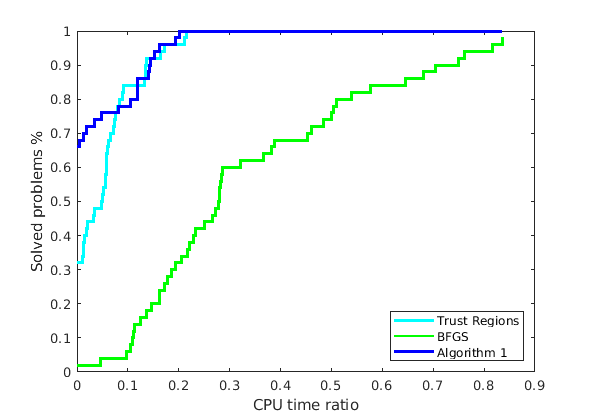 1
0.9
0.8
0.7
0.6
0.5
0.4
0.3
0.2
0.1
0
Solved problems %
0 0.1 0.2 0.3 0.4 0.5 0.6 0.7 0.8 0.9
CPU time ratio
Trust Regions
BFGS
Algorithm 1